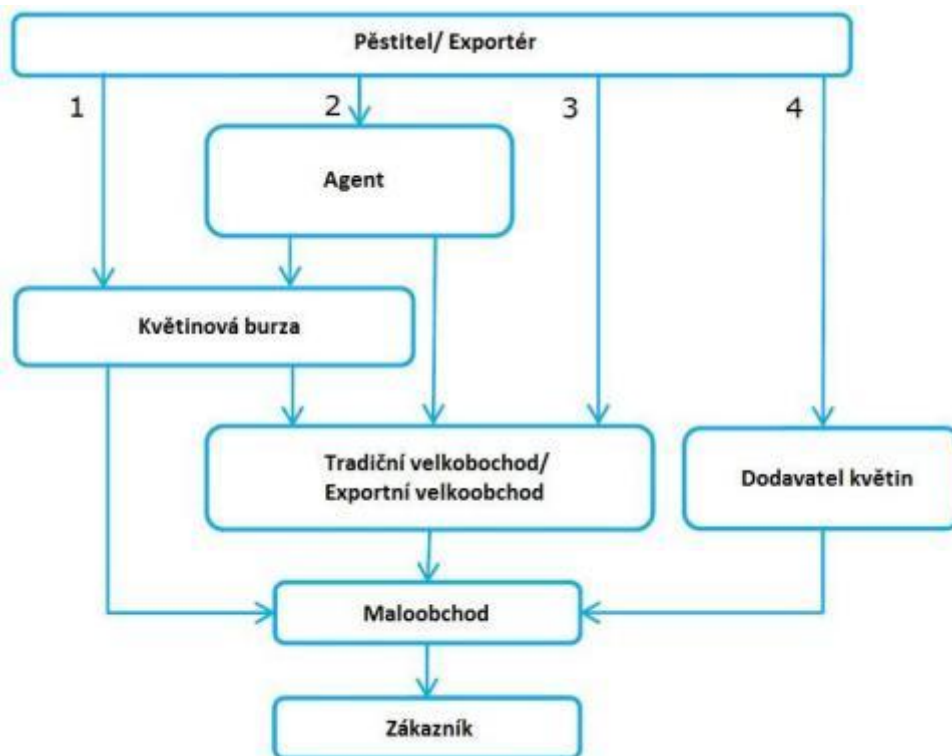 Pěstitel/ Exportér
1
2
3
4
Agent
Květinová burza
Tradiční velkobochod/
Exportní velkoobchod
Dodavatel květin
Maloobchod
Zákazník